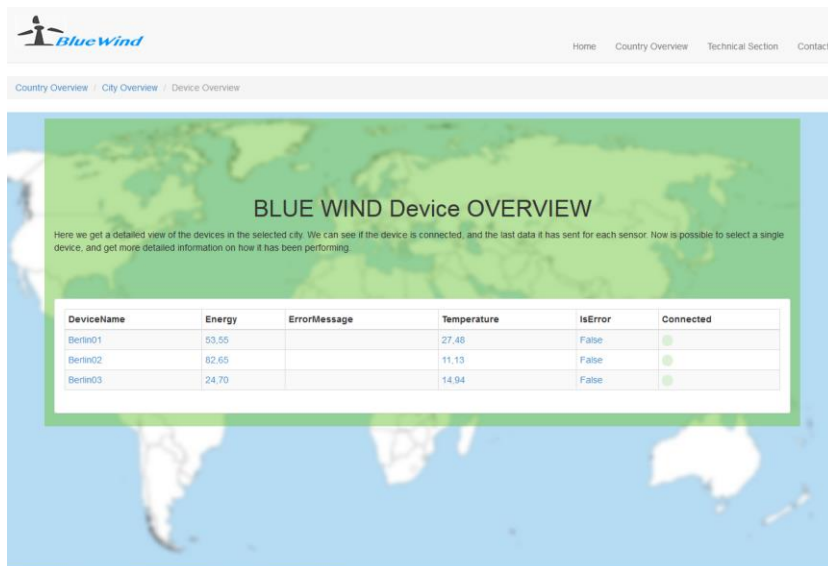 BlueWind
Home Country Overview Technical Section Contact
Country Overview / City Overview / Device Overview
BLUE WIND Device OVERVIEW
Here we get a detailed view of the devices in the selected city. We can see if the device is connected, and the last data it has sent for each sensor. Now is possible to select a single
device, and get more detailed information on how it has been performing.
DeviceName Energy ErrorMessage Temperature IsError Connected
Berlin01 53,55 27,48 False
Berlin02 82,65 11,13 False
Berlin03 24,70 14,94 False